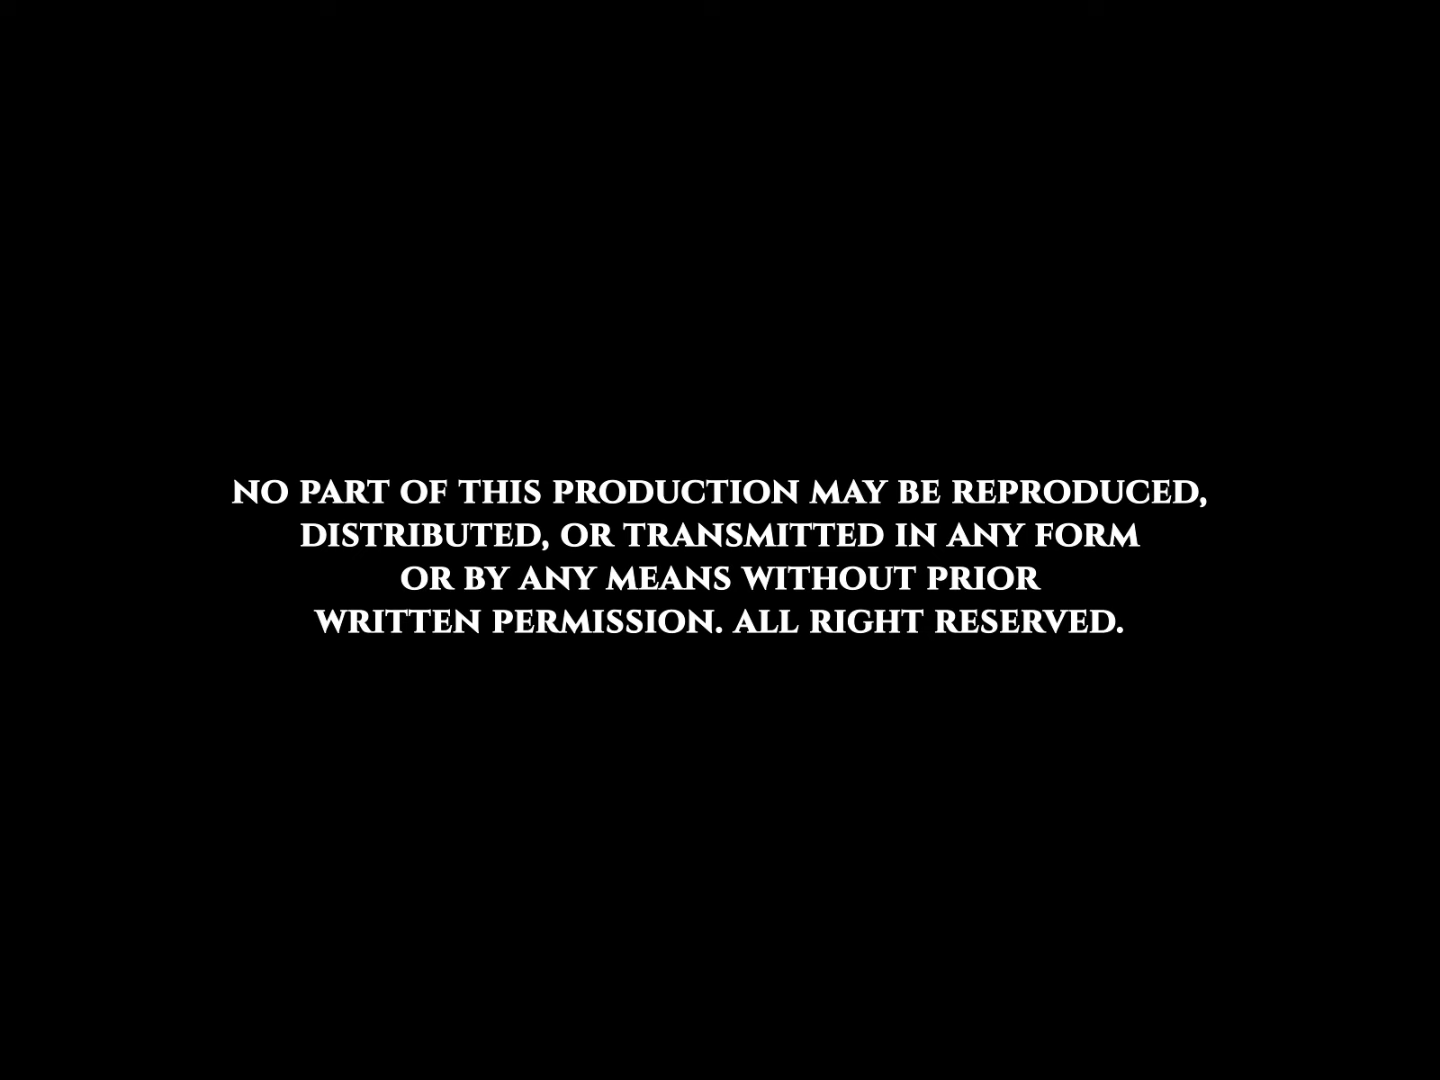 NO PART OF THIS PRODUCTION MAY BE REPRODUCED,
DISTRIBUTED, OR TRANSMITTED IN ANY FORM
OR BY ANY MEANS WITHOUT PRIOR
WRITTEN PERMISSION. ALL RIGHT RESERVED.